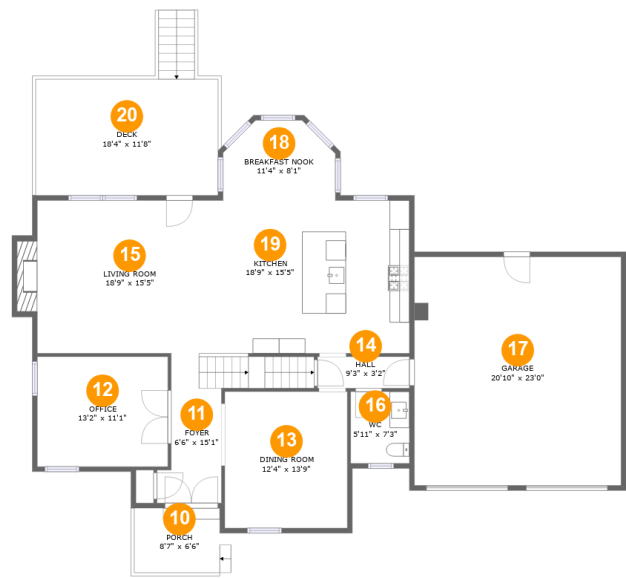 20
DECK
18'4" x 11'8"
18
BREAKFAST NOOK
11'4" x 8'1"
15
LIVING ROOM
18'9" x 15'5"
19
KITCHEN
18'9" x 15'5"
14
HALL
9'3" x 3'2"
17
GARAGE
20'10" x 23'0"
12
OFFICE
13'2" x 11'1"
11
FOYER
6'6" x 15'1"
13
DINING ROOM
12'4" x 13'9"
16
WC
5'11" x 7'3"
10
PORCH
8'7" x 6'6"